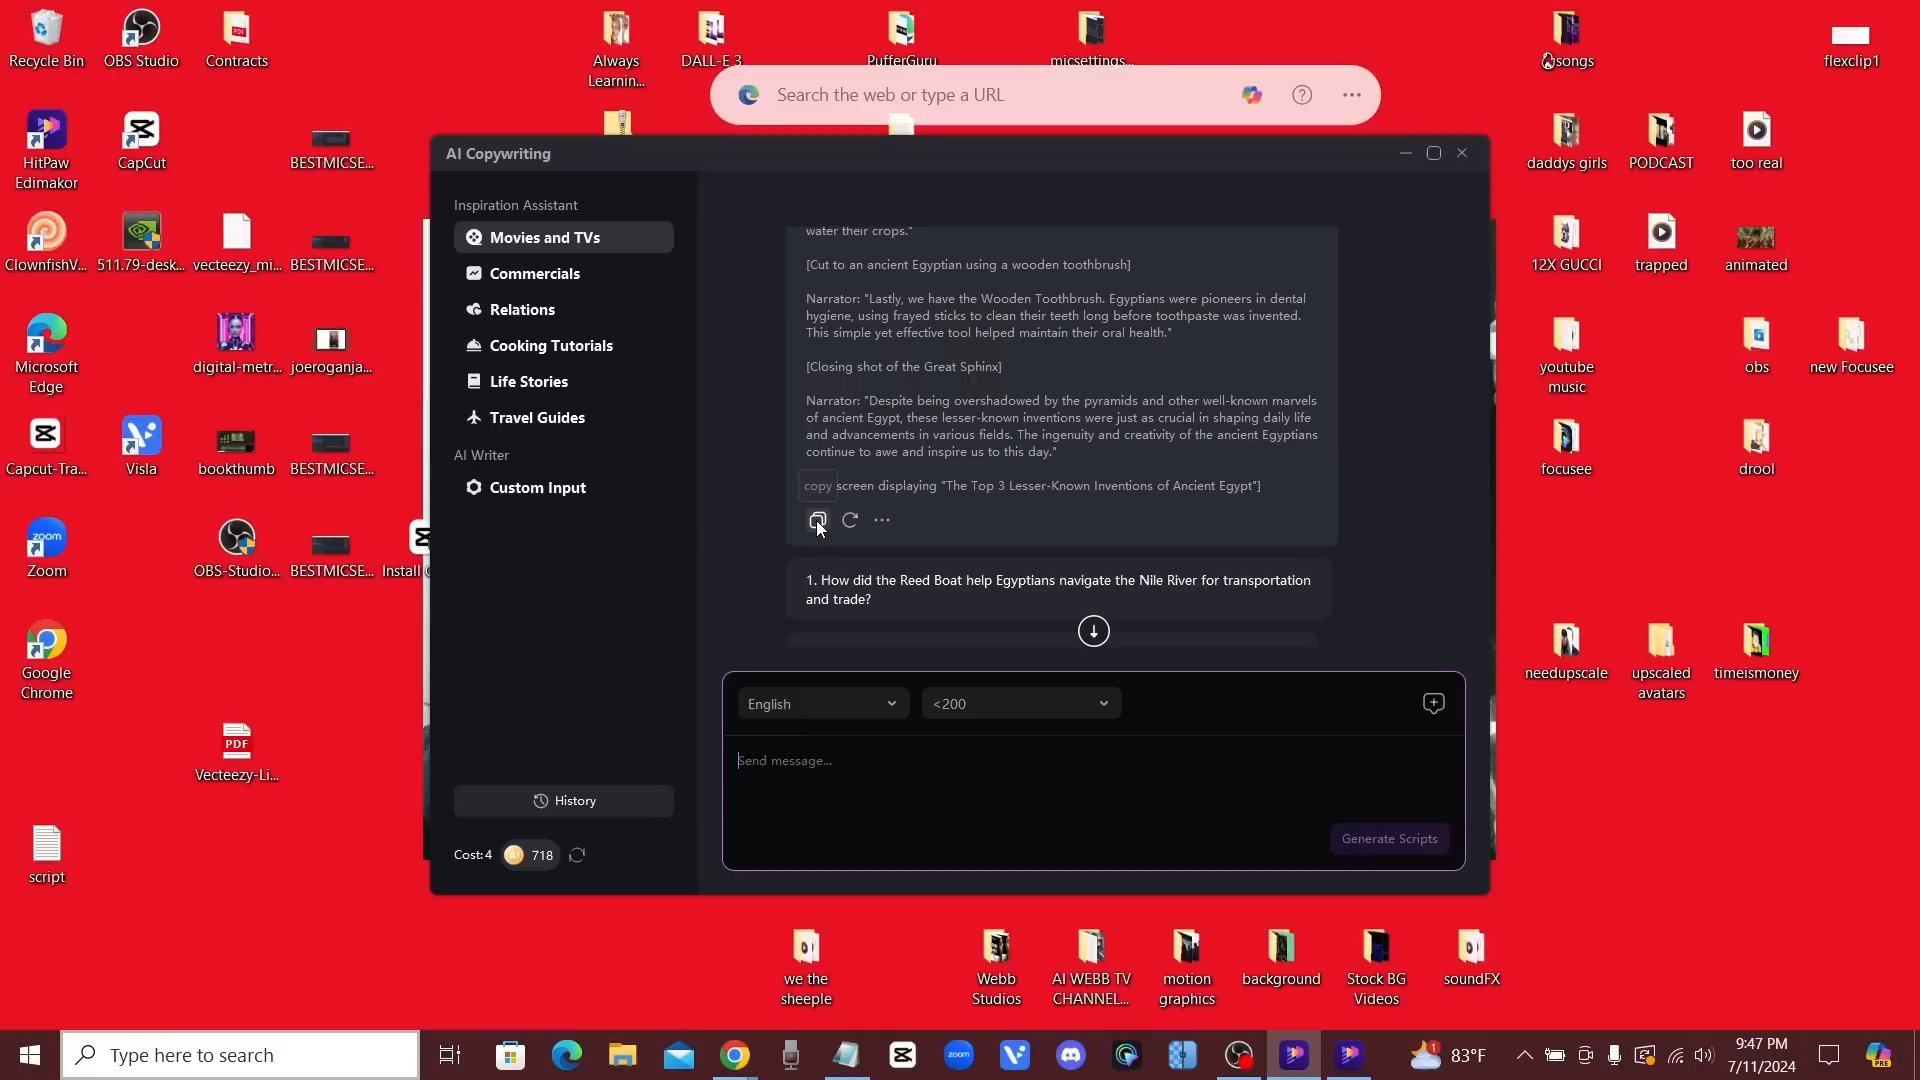 Recycle Bin
OBS Studio
Contracts
Always
Learnin...
DALL-E 3
PufferGuru
micsettings...
songs
flexclip1
Search the web or type a URL
HitPaw
Edimakor
CapCut
BESTMICSE...
daddys girls
PODCAST
too real
ClownfishV...
511.79-desk...
vecteezy_mi...
BESTMICSE...
12X GUCCI
trapped
animated
Microsoft
Edge
digital-metr...
joeroganja...
youtube
music
obs
new Focusee
Capcut-Tra...
Visla
bookthumb
BESTMICSE...
focusee
drool
Zoom
OBS-Studio...
BESTMICSE...
Install
Google
Chrome
needupscale
upscaled
avatars
timeismoney
PDF
Vecteezy-Li...
script
AI Copywriting
Inspiration Assistant
Movies and TVs
Commercials
Relations
Cooking Tutorials
Life Stories
Travel Guides
AI Writer
Custom Input
History
Cost:4
718
water their crops."
[Cut to an ancient Egyptian using a wooden toothbrush]
Narrator: "Lastly, we have the Wooden Toothbrush. Egyptians were pioneers in dental
hygiene, using frayed sticks to clean their teeth long before toothpaste was invented.
This simple yet effective tool helped maintain their oral health."
[Closing shot of the Great Sphinx]
Narrator: "Despite being overshadowed by the pyramids and other well-known marvels
of ancient Egypt, these lesser-known inventions were just as crucial in shaping daily life
and advancements in various fields. The ingenuity and creativity of the ancient Egyptians
continue to awe and inspire us to this day."
copy screen displaying "The Top 3 Lesser-Known Inventions of Ancient Egypt"]
1. How did the Reed Boat help Egyptians navigate the Nile River for transportation
and trade?
English
<200
Send message...
Generate Scripts
we the
sheeple
Webb
Studios
AI WEBB TV
CHANNEL...
motion
graphics
background
Stock BG
Videos
soundFX
Type here to search
zoom
83°F
9:47 PM
7/11/2024